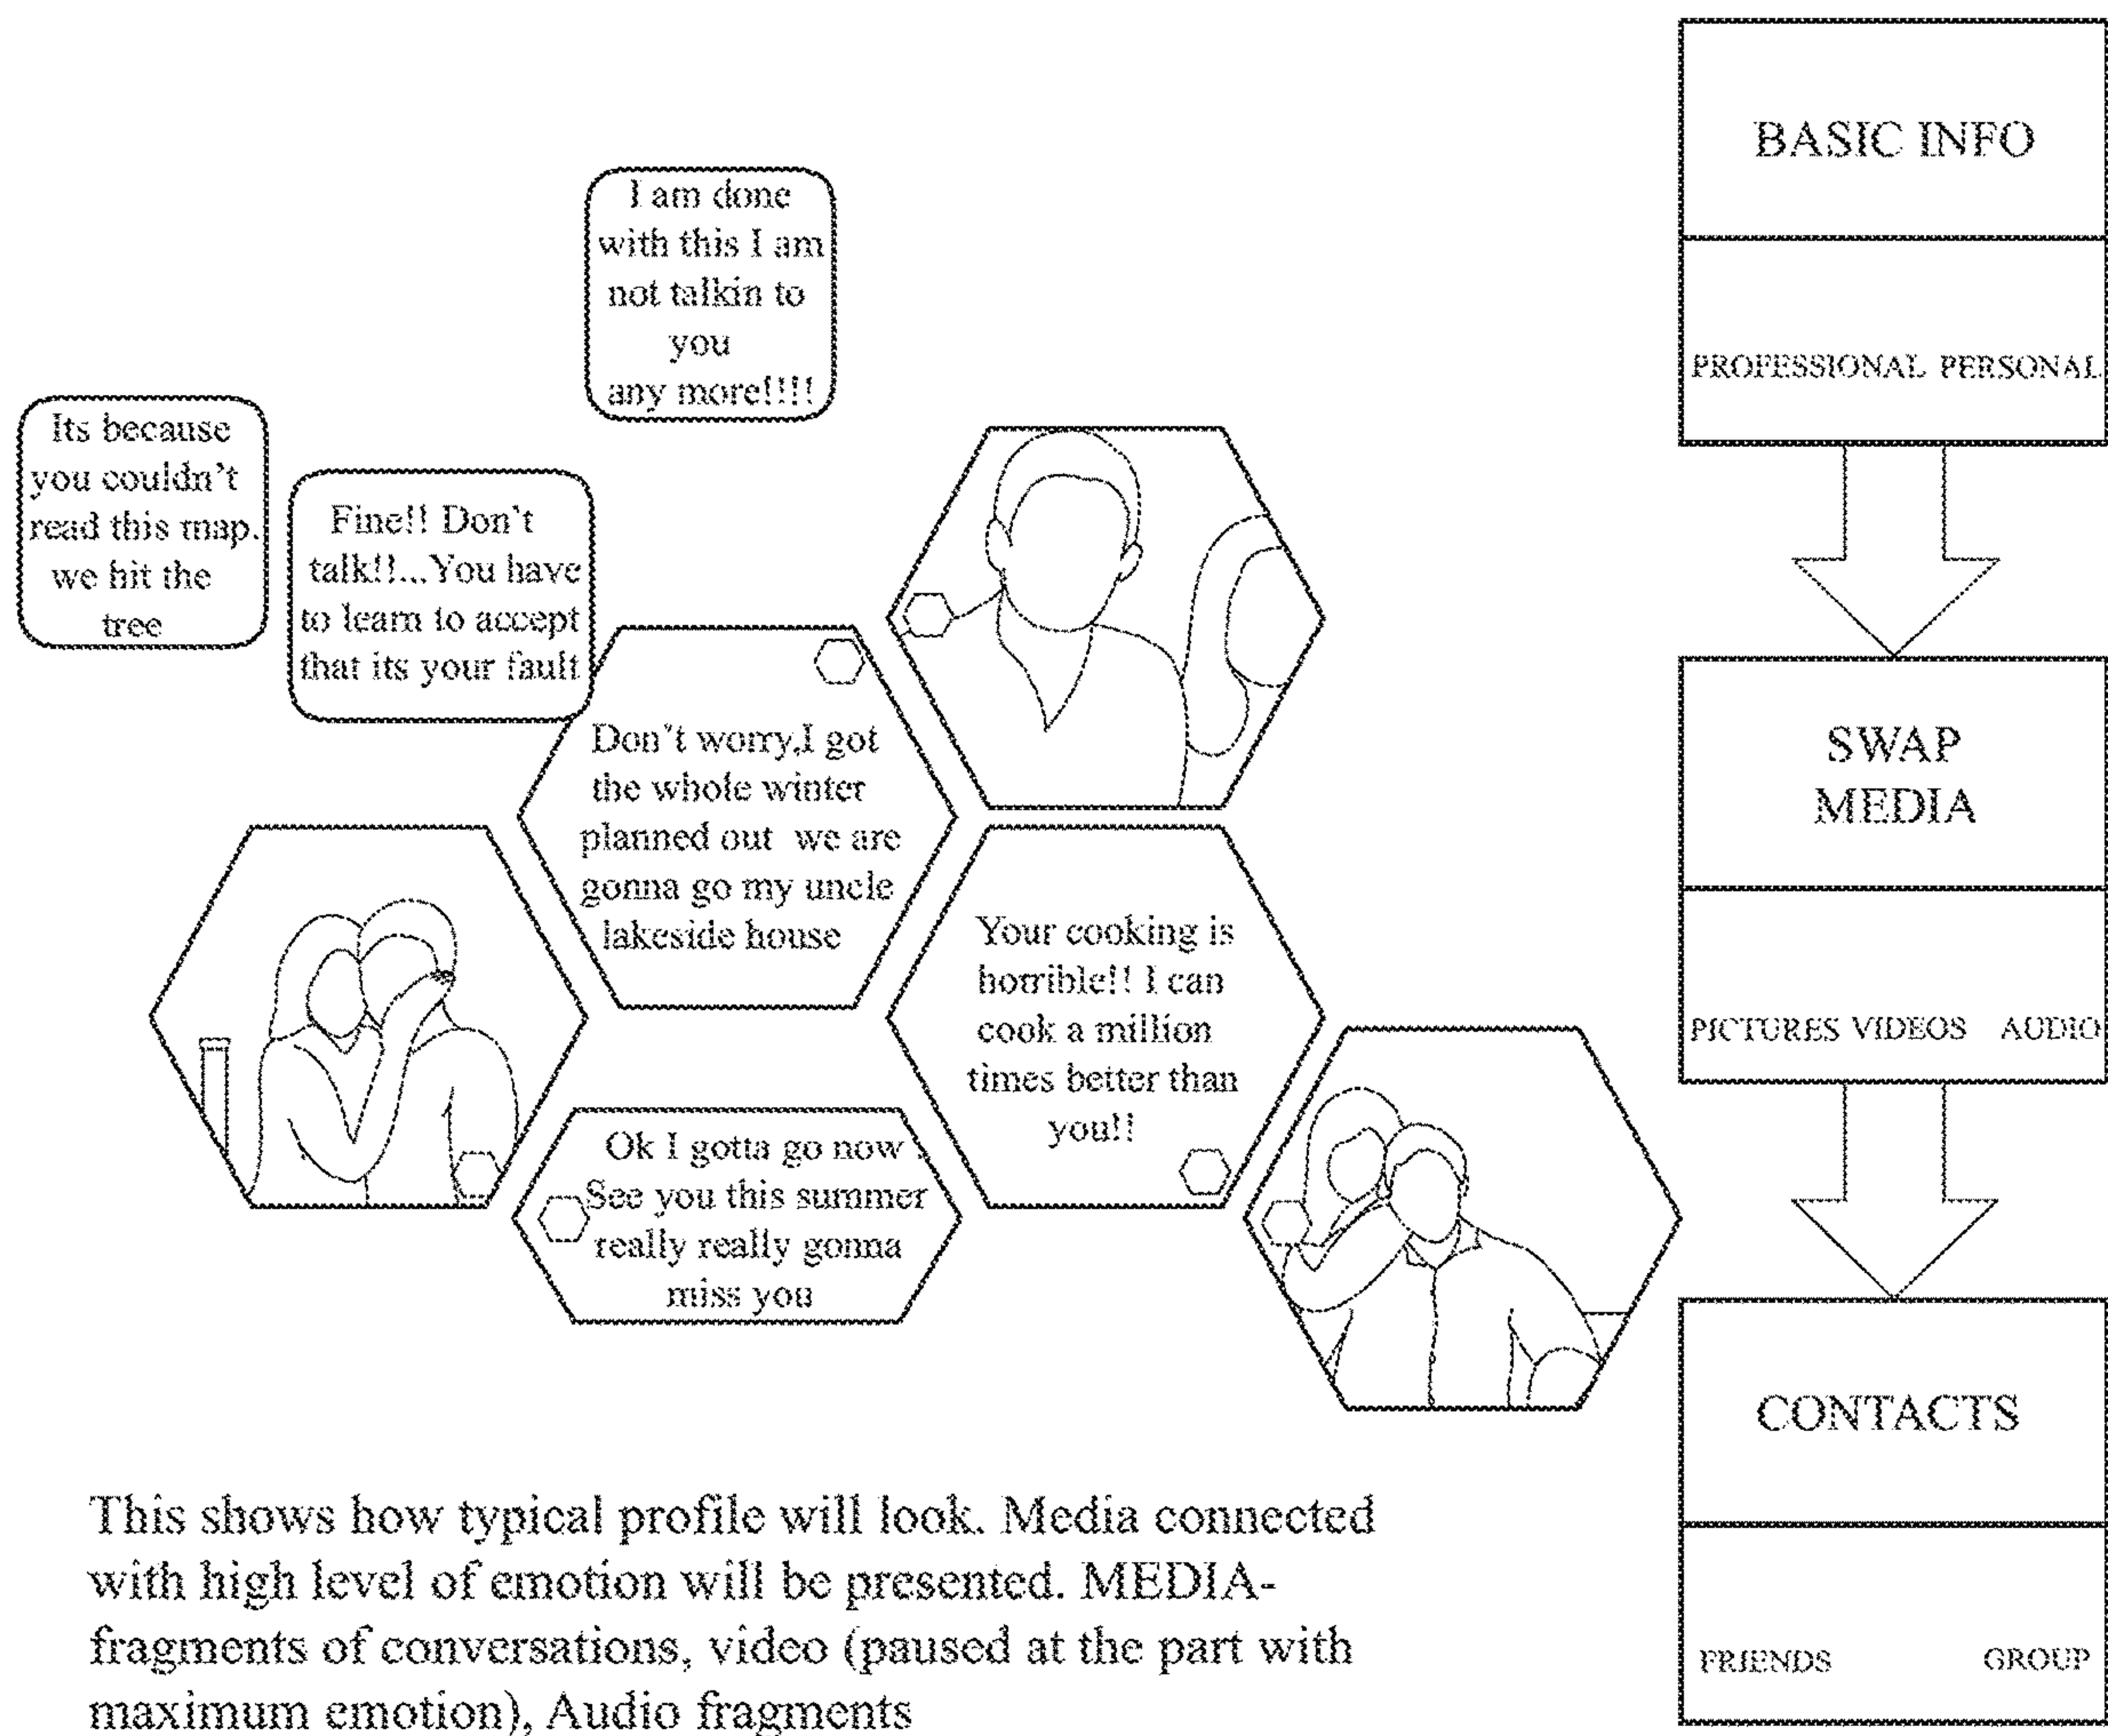 BASIC INFO
PROFESSIONAL PERSONAL
I am done
with this I am
not talkin to
you
any more!!!!
Its because
you couldn't
read this map.
we hit the
tree
Fine!! Don't
talk!!...You have
to learn to accept
that its your fault
Don't worry,I got
the whole winter
planned out we are
gonna go my uncle
lakeside house
Your cooking is
horrible!! I can
cook a million
times better than
you!!
Ok I gotta go now .
See you this summer
really really gonna
miss you
SWAP
MEDIA
PICTURES VIDEOS AUDIO
CONTACTS
FRIENDS GROUP
This shows how typical profile will look. Media connected
with high level of emotion will be presented. MEDIA-
fragments of conversations, video (paused at the part with
maximum emotion), Audio fragments